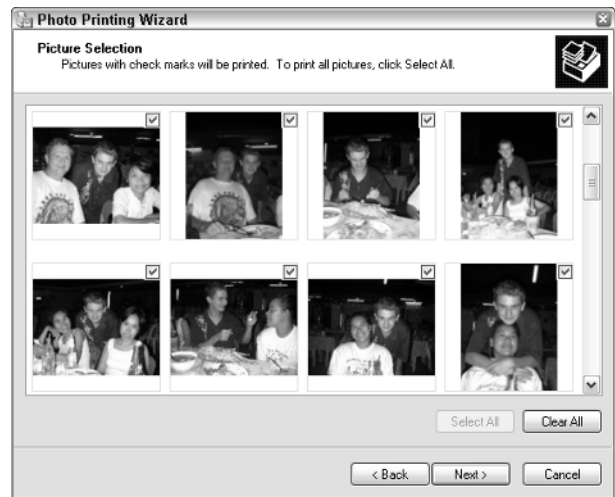 Photo Printing Wizard
Picture Selection
Pictures with check marks will be printed. To print all pictures, click Select All.
Select All
Clear All
< Back
Next >
Cancel